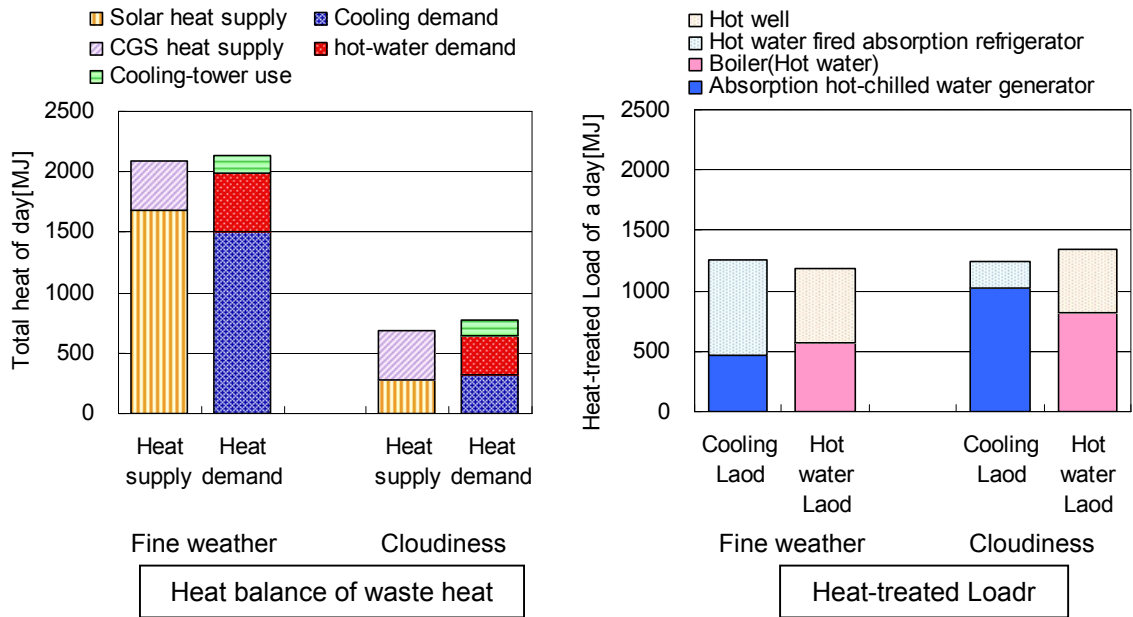 Solar heat supply
Cooling demand
CGS heat supply
hot-water demand
Cooling-tower use
Total heat of day[MJ]
2500
2000
1500
1000
500
0
Heat
supply
Heat
demand
Heat
supply
Heat
demand
Fine weather
Cloudiness
Heat balance of waste heat
Hot well
Hot water fired absorption refrigerator
Boiler(Hot water)
Absorption hot-chilled water generator
Heat-treated Load of a day[MJ]
2500
2000
1500
1000
500
0
Cooling
Laod
Hot
water
Laod
Cooling
Laod
Hot
water
Laod
Fine weather
Cloudiness
Heat-treated Loadr